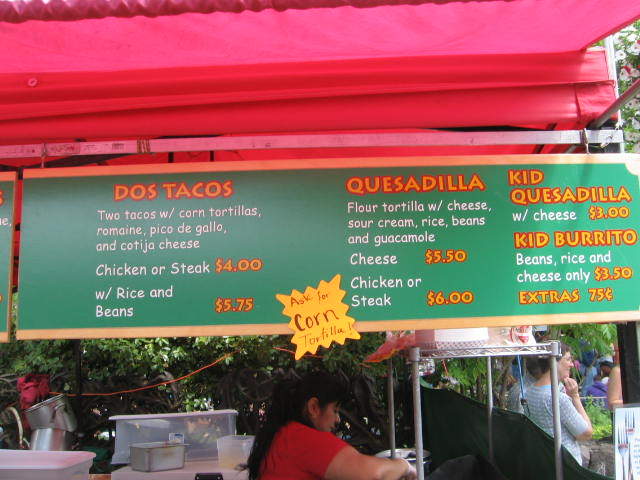 DOS TACOS
Two tacos w/ corn tortillas,
romaine, pico de gallo,
and cotija cheese
Chicken or Steak $4.00
w/ Rice and
Beans $5.75
Ask for
Corn
Tortilla!
QUESADILLA
Flour tortilla w/ cheese,
sour cream, rice, beans
and guacamole
Cheese $5.50
Chicken or
Steak $6.00
KID
QUESADILLA
w/ cheese $3.00
KID BURRITO
Beans, rice and
cheese only $3.50
EXTRAS 75¢